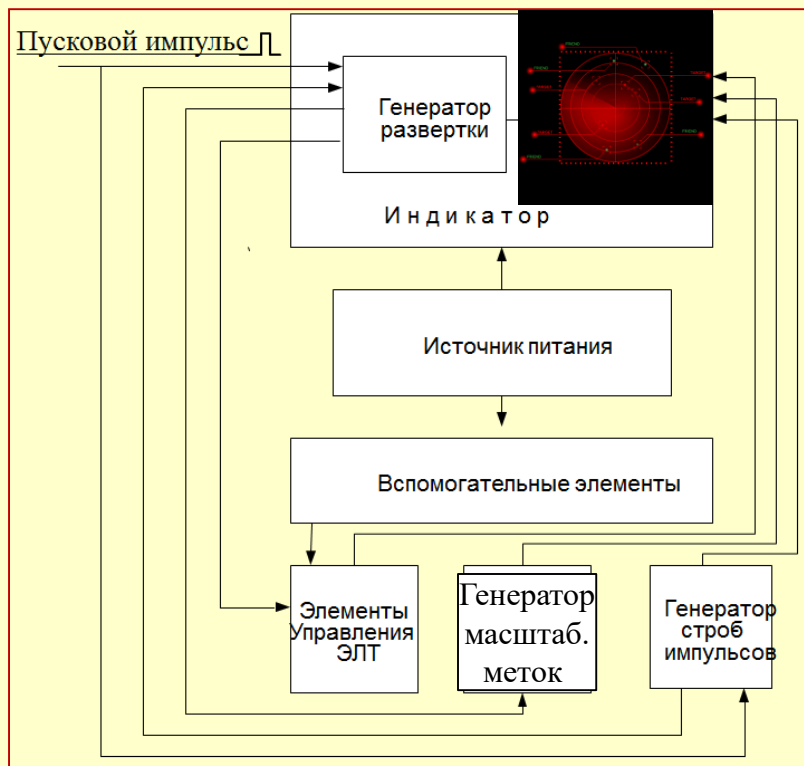 Пусковой импульс
Генератор
развертки
Индикатор
Источник питания
Вспомогательные элементы
Элементы
Управления
ЭЛТ
Генератор
масштаб.
меток
Генератор
строб
импульсов